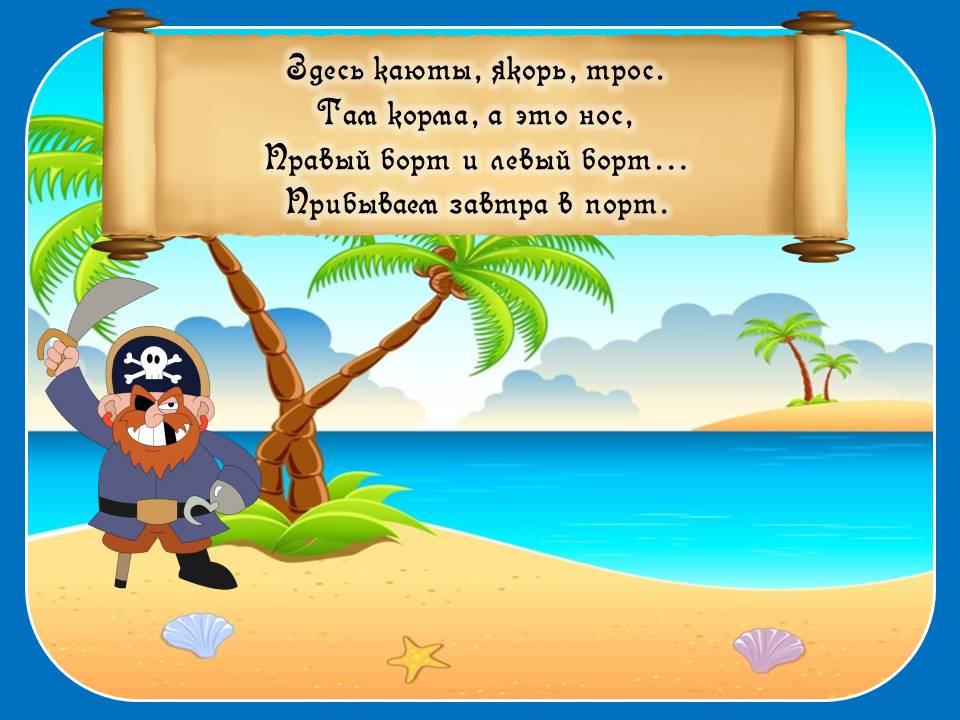 Здесь каюты, якорь, трос.
Там корма, а это нос,
Правый борт и левый борт...
Прибываем завтра в порт.